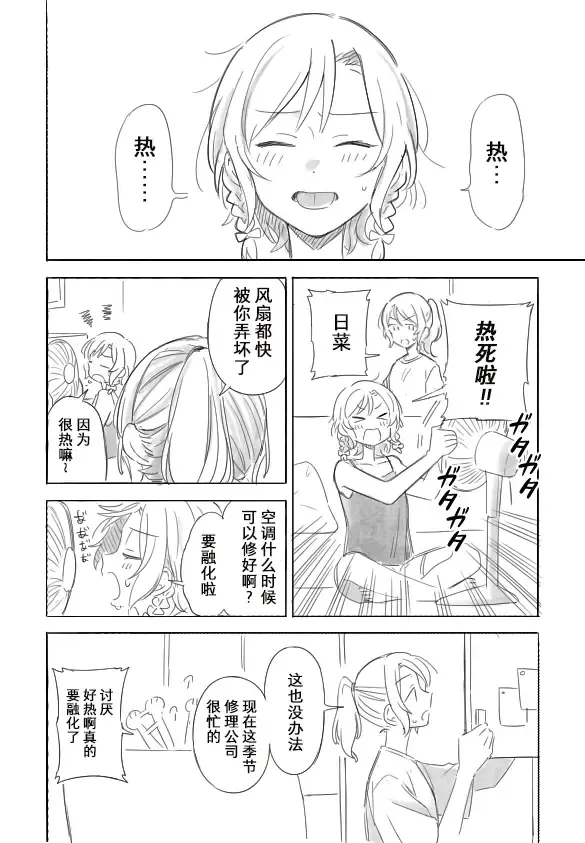 热…
热……
热死啦!!
日菜
ガタガタ
ガタガタ
风扇都快
被你弄坏了
因为
很热嘛~
空调什么时候
可以修好啊?
要融化啦
这也没办法
现在这季节
修理公司
很忙的
讨厌
好热啊真的
要融化了